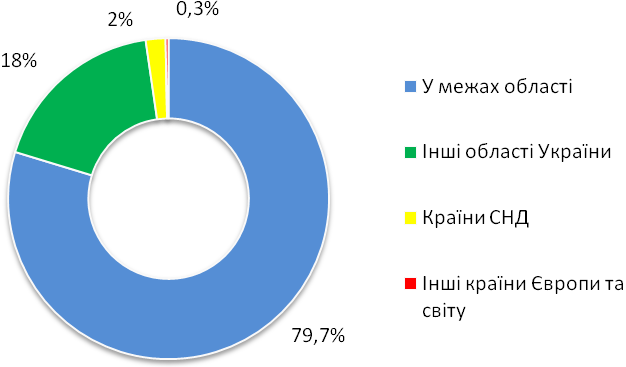 0,3%
2%
18%
79,7%
У межах області
Інші області України
Країни СНД
Інші країни Європи та
світу